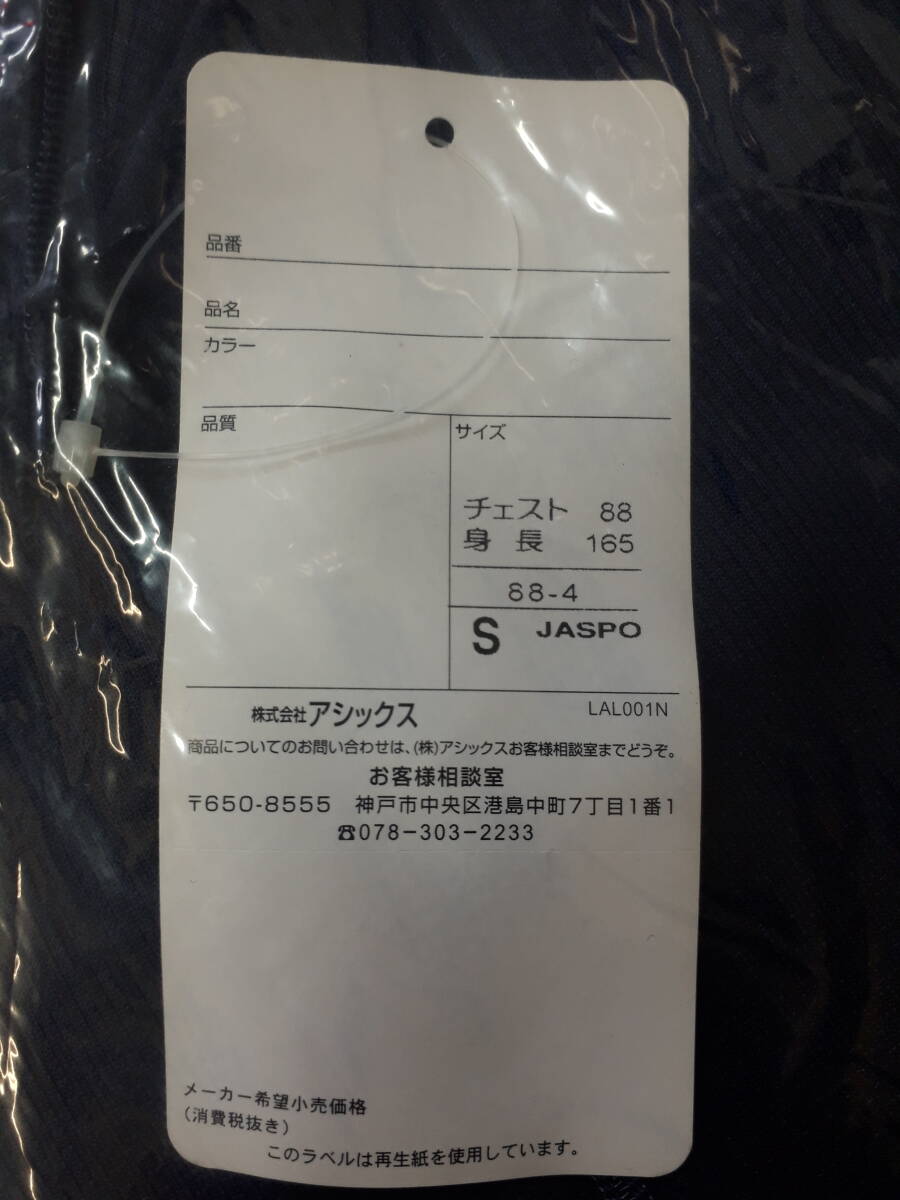 品番
品名
カラー
品質
サイズ
チェスト 88
身長 165
88-4
S JASPO
株式会社アシックス LAL001N
商品についてのお問い合わせは、(株)アシックスお客様相談室までどうぞ。
お客様相談室
〒650-8555 神戸市中央区港島中町7丁目1番1
☎078-303-2233
メーカー希望小売価格
(消費税抜き)
このラベルは再生紙を使用しています。